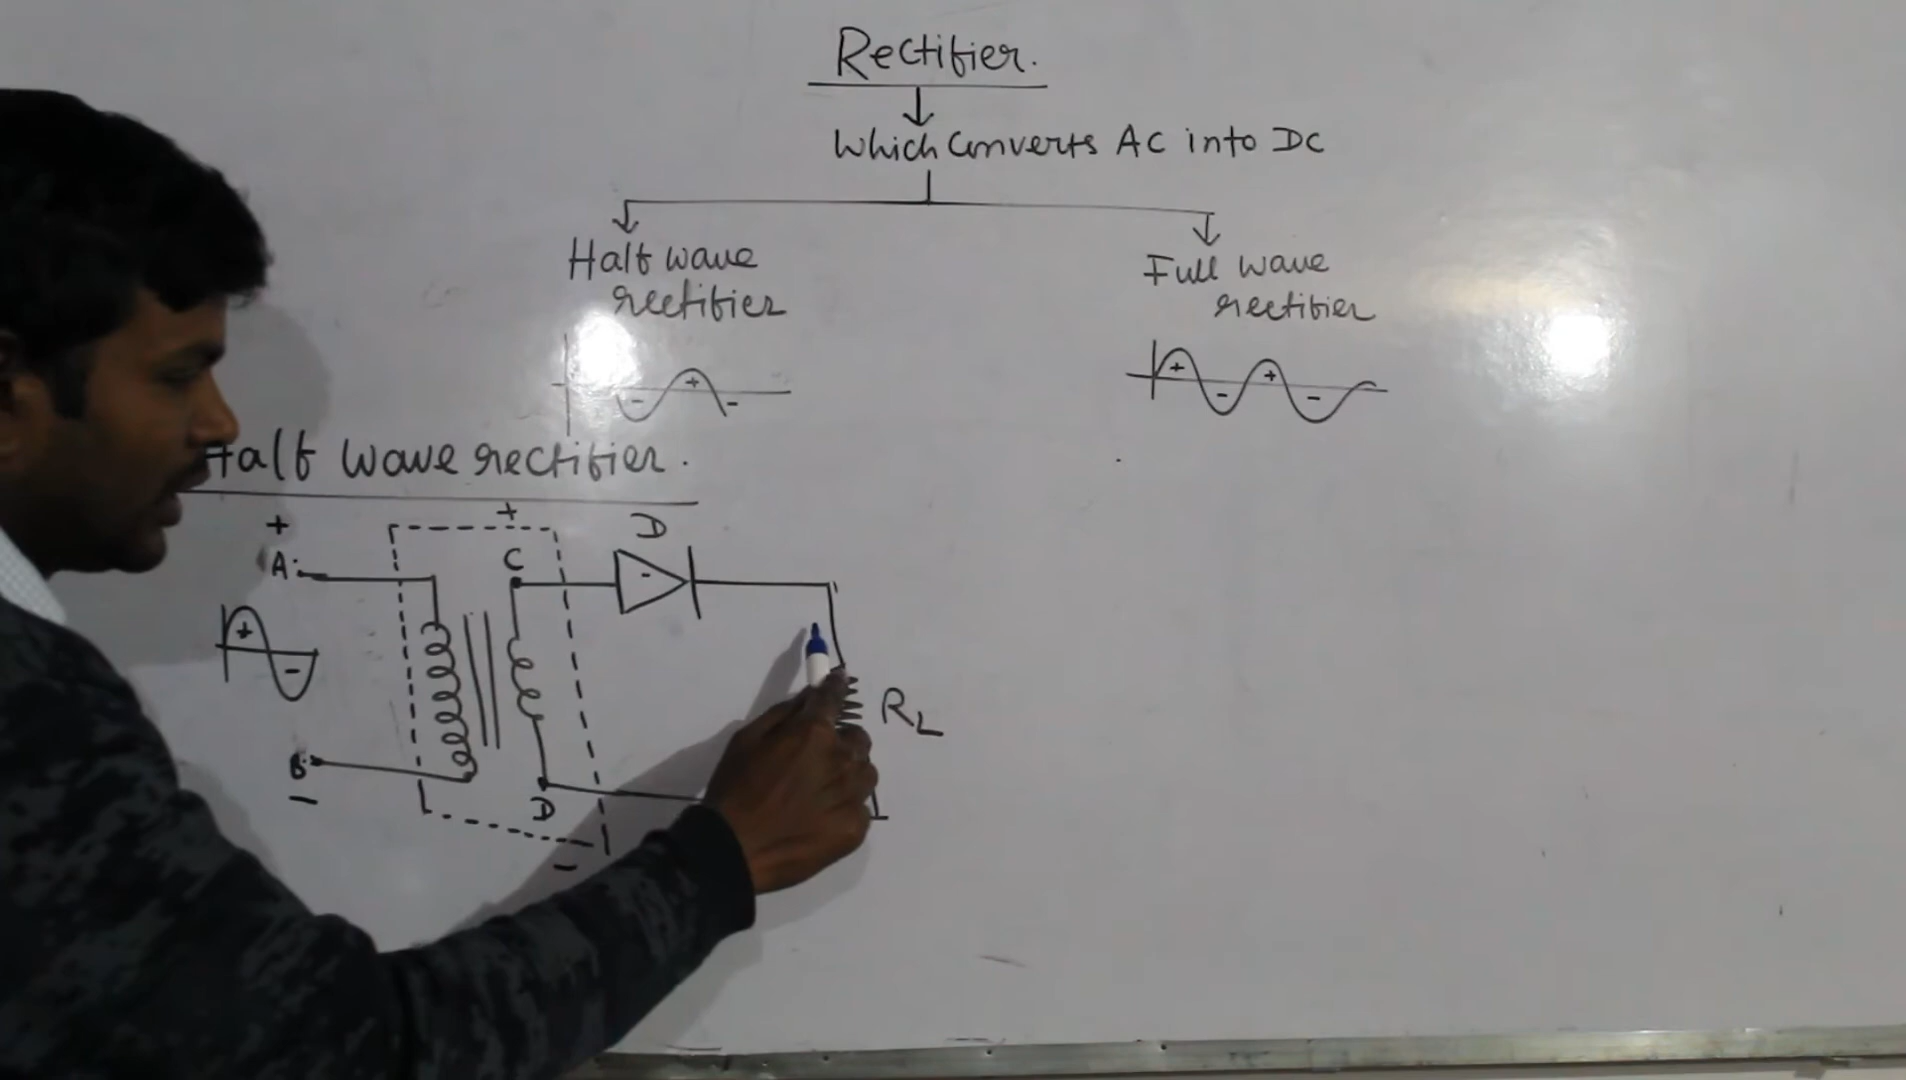 Rectifier.
Which Converts AC into DC
Half wave
rectifier
Full wave
rectifier
- + -
+ - + -
Half Wave rectifier.
+
+
D
A
C
-
+
-
RL
B
D
-
-